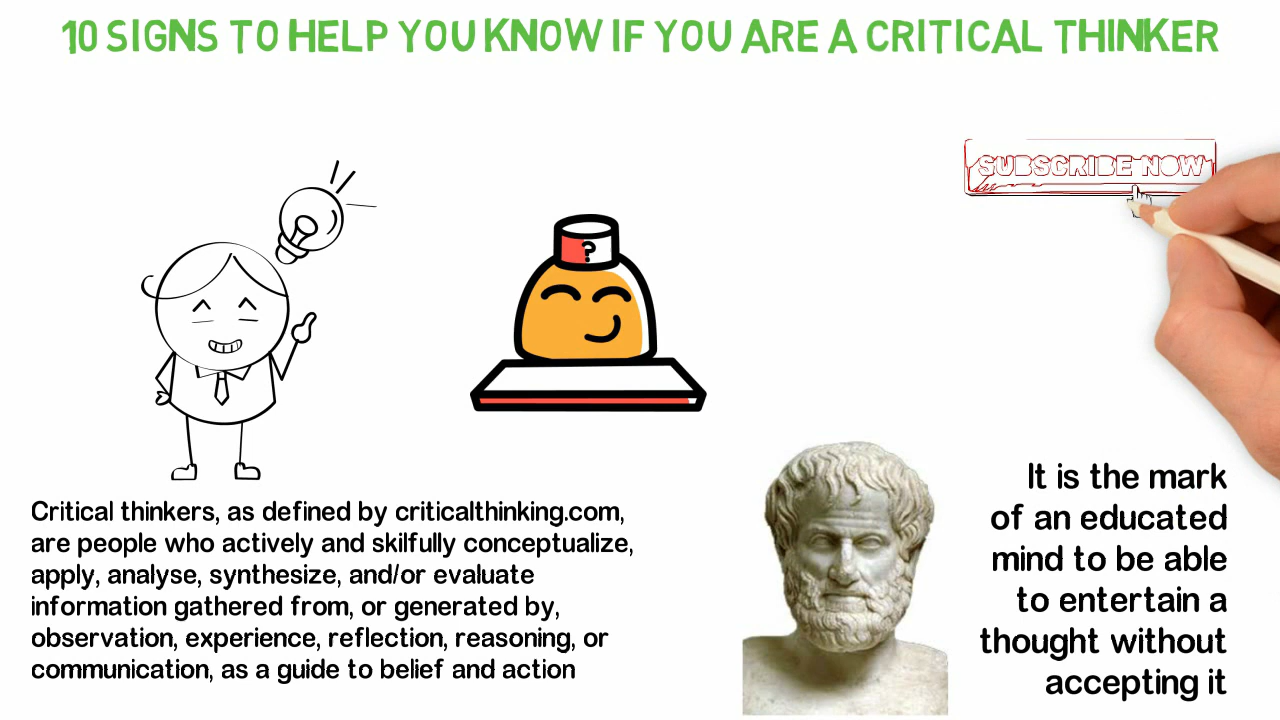 10 SIGNS TO HELP YOU KNOW IF YOU ARE A CRITICAL THINKER
SUBSCRIBE NOW
?
Critical thinkers, as defined by criticalthinking.com,
are people who actively and skilfully conceptualize,
apply, analyse, synthesize, and/or evaluate
information gathered from, or generated by,
observation, experience, reflection, reasoning, or
communication, as a guide to belief and action
It is the mark
of an educated
mind to be able
to entertain a
thought without
accepting it